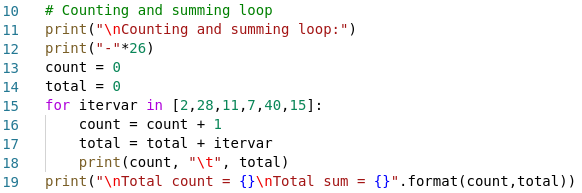 10 # Counting and summing loop
11 print("\nCounting and summing loop:")
12 print("-"*26)
13 count = 0
14 total = 0
15 for itervar in [2,28,11,7,40,15]:
16     count = count + 1
17     total = total + itervar
18     print(count, "\t", total)
19 print("\nTotal count = {}\nTotal sum = {}".format(count,total))